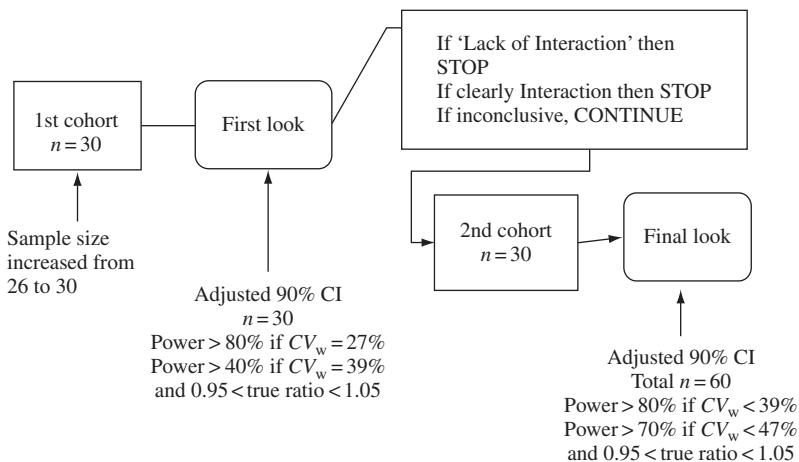 1st cohort
n = 30
First look
If 'Lack of Interaction' then
STOP
If clearly Interaction then STOP
If inconclusive, CONTINUE
Sample size
increased from
26 to 30
Adjusted 90% CI
n = 30
Power > 80% if CVw = 27%
Power > 40% if CVw = 39%
and 0.95 < true ratio < 1.05
2nd cohort
n = 30
Final look
Adjusted 90% CI
Total n = 60
Power > 80% if CVw < 39%
Power > 70% if CVw < 47%
and 0.95 < true ratio < 1.05